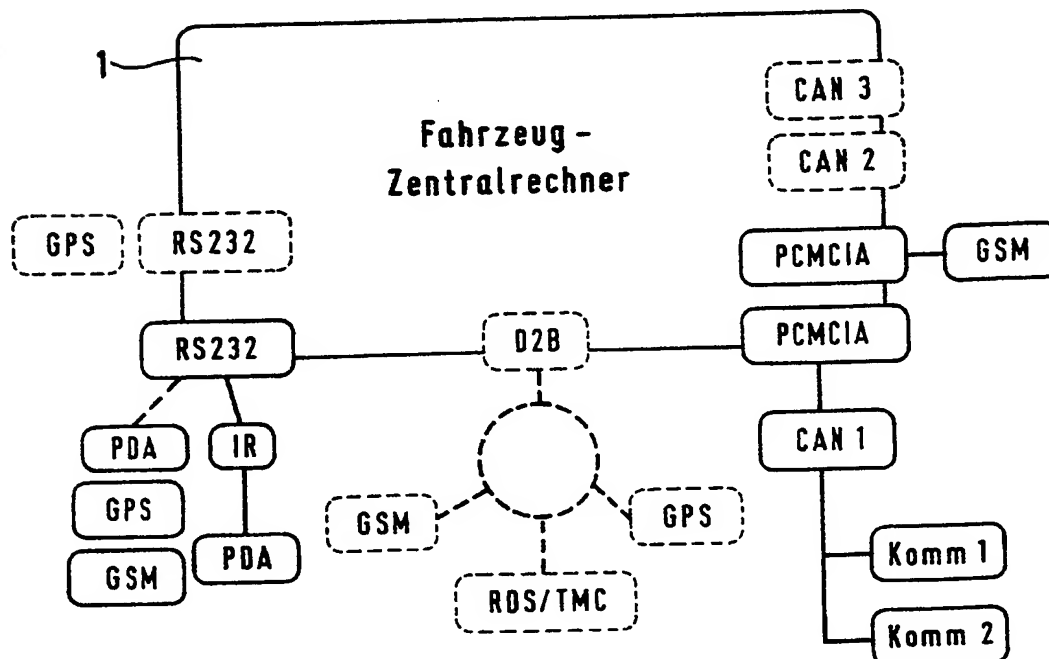 1
CAN 3
Fahrzeug-
CAN 2
Zentralrechner
GPS
RS232
PCMCIA
GSM
RS232
D2B
PCMCIA
PDA
IR
CAN 1
GPS
GSM
GPS
GSM
PDA
Komm 1
RDS/TMC
Komm 2